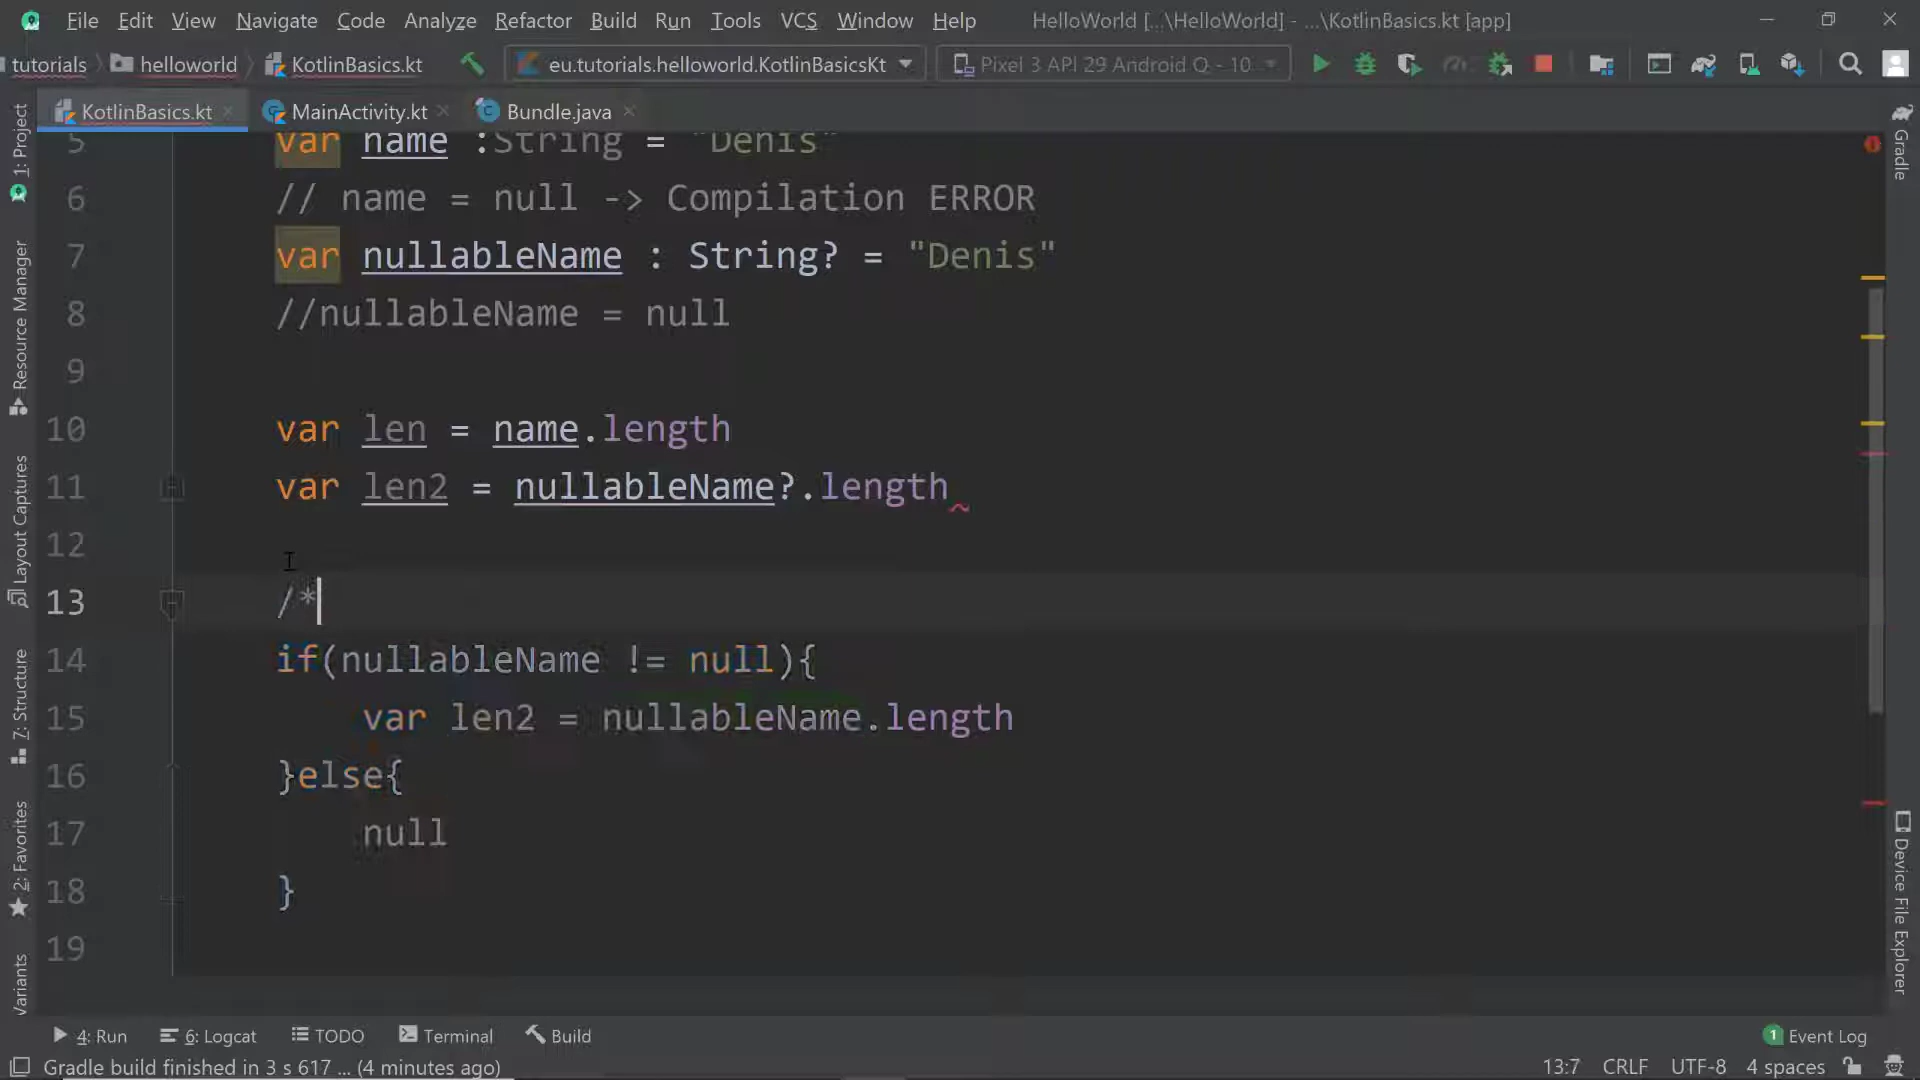 File Edit View Navigate Code Analyze Refactor Build Run Tools VCS Window Help HelloWorld [...\HelloWorld] - ...\KotlinBasics.kt [app]
tutorials helloworld KotlinBasics.kt eu.tutorials.helloworld.KotlinBasicsKt Pixel 3 API 29 Android Q - 10
KotlinBasics.kt MainActivity.kt Bundle.java
1: Project
Resource Manager
Layout Captures
7: Structure
2: Favorites
Variants
5 var name :String = "Denis"
6 // name = null -> Compilation ERROR
7 var nullableName : String? = "Denis"
8 //nullableName = null
9
10 var len = name.length
11 var len2 = nullableName?.length
12
13 /*
14 if(nullableName != null){
15 var len2 = nullableName.length
16 }else{
17 null
18 }
19
Gradle
Device File Explorer
4: Run 6: Logcat TODO Terminal Build 1 Event Log
Gradle build finished in 3 s 617 ... (4 minutes ago) 13:7 CRLF UTF-8 4 spaces